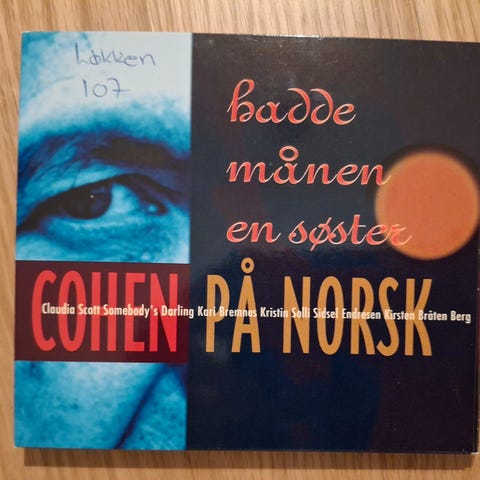 Løkken
107
hadde
månen
en søster
COHEN PÅ NORSK
Claudia Scott Somebody's Darling Kari Bremnes Kristin Solli Sidsel Endresen Kirsten Bråten Berg